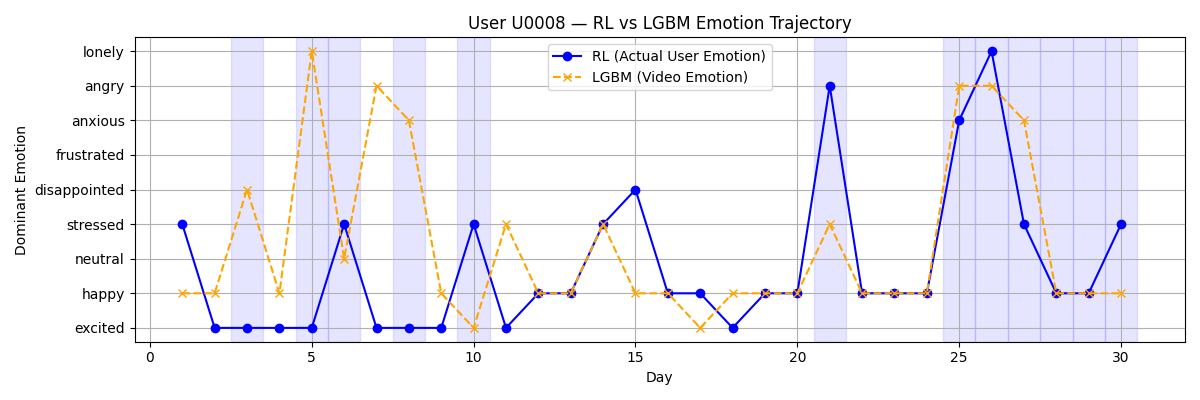 User U0008 — RL vs LGBM Emotion Trajectory
RL (Actual User Emotion)
LGBM (Video Emotion)
Dominant Emotion
lonely
angry
anxious
frustrated
disappointed
stressed
neutral
happy
excited
0 5 10 15 20 25 30
Day